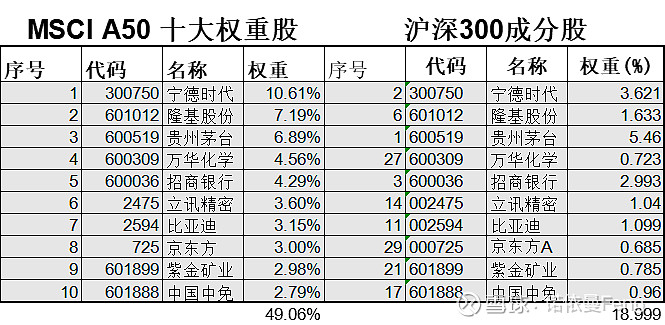 MSCI A50 十大权重股 沪深300成分股
序号 代码 名称 权重 序号 代码 名称 权重(%)
1 300750 宁德时代 10.61% 2 300750 宁德时代 3.621
2 601012 隆基股份 7.19% 6 601012 隆基股份 1.633
3 600519 贵州茅台 6.89% 1 600519 贵州茅台 5.46
4 600309 万华化学 4.56% 27 600309 万华化学 0.723
5 600036 招商银行 4.29% 3 600036 招商银行 2.993
6 2475 立讯精密 3.60% 14 002475 立讯精密 1.04
7 2594 比亚迪 3.15% 11 002594 比亚迪 1.099
8 725 京东方 3.00% 29 000725 京东方A 0.685
9 601899 紫金矿业 2.98% 21 601899 紫金矿业 0.785
10 601888 中国中免 2.79% 17 601888 中国中免 0.96
49.06% 18.999
雪球:诺依曼Fann